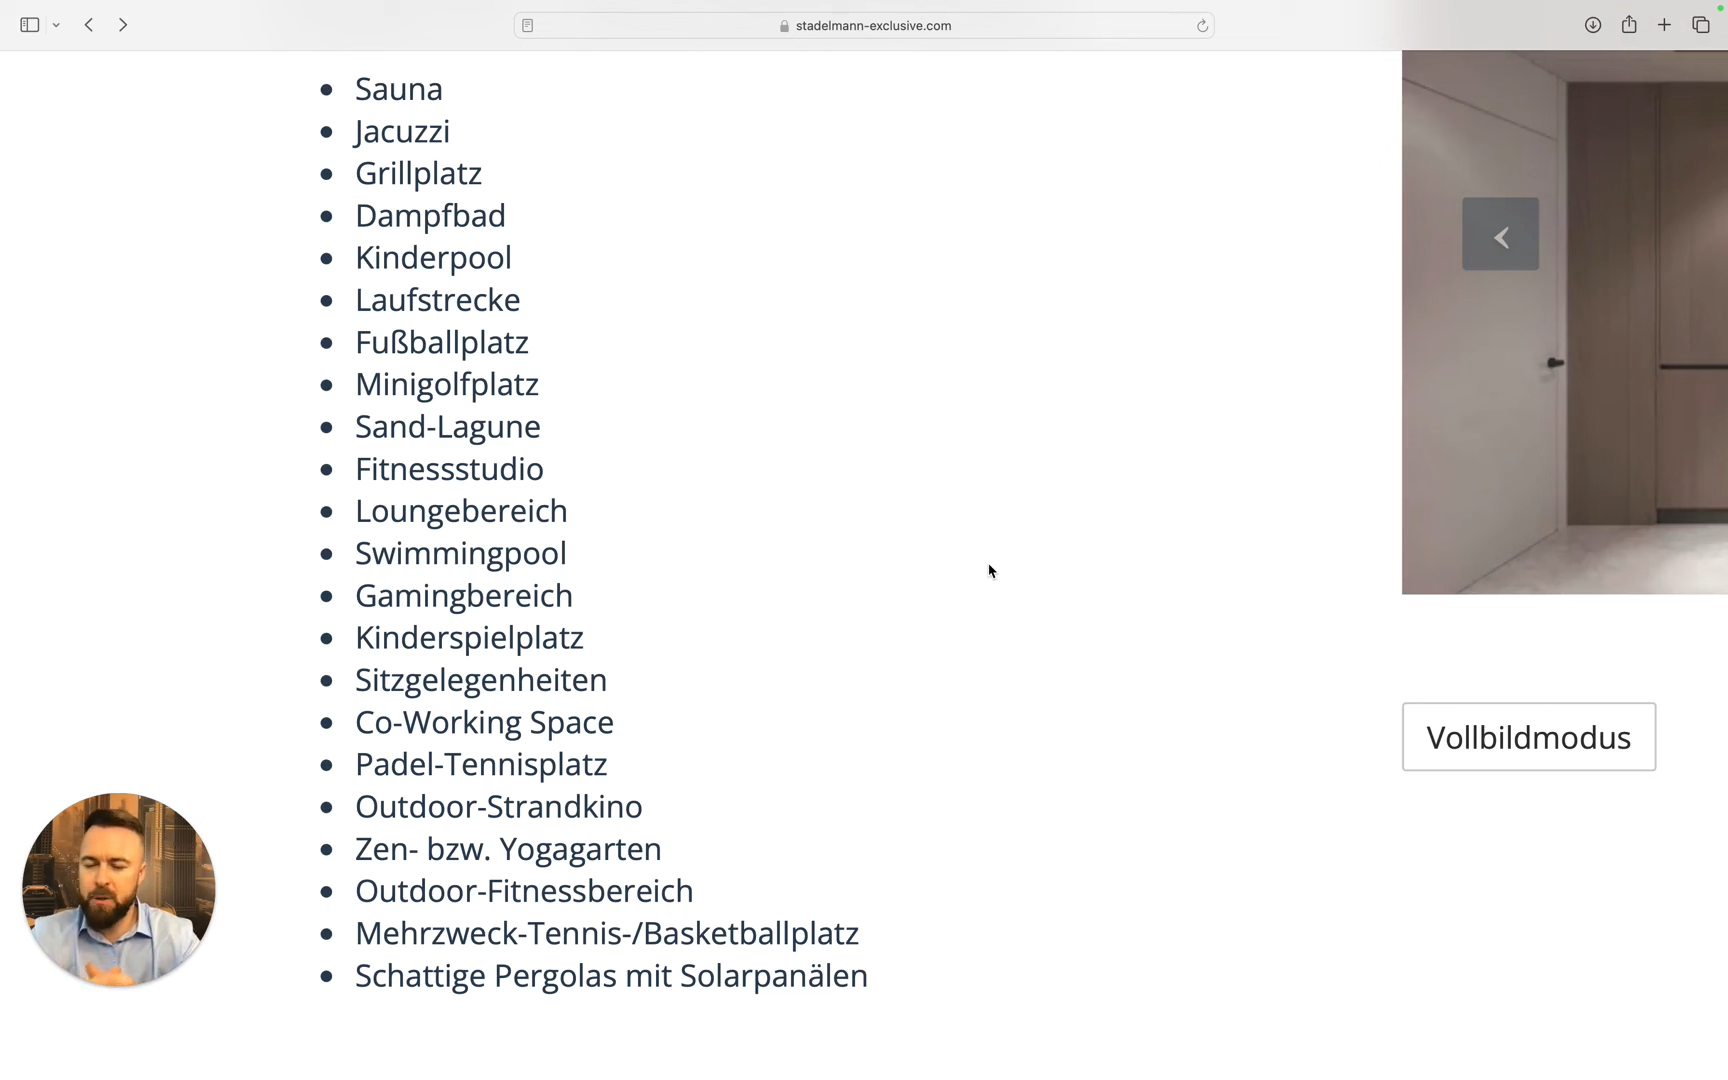 stadelmann-exclusive.com
Sauna
Jacuzzi
Grillplatz
Dampfbad
Kinderpool
Laufstrecke
Fußballplatz
Minigolfplatz
Sand-Lagune
Fitnessstudio
Loungebereich
Swimmingpool
Gamingbereich
Kinderspielplatz
Sitzgelegenheiten
Co-Working Space
Padel-Tennisplatz
Outdoor-Strandkino
Zen- bzw. Yogagarten
Outdoor-Fitnessbereich
Mehrzweck-Tennis-/Basketballplatz
Schattige Pergolas mit Solarpanälen
Vollbildmodus